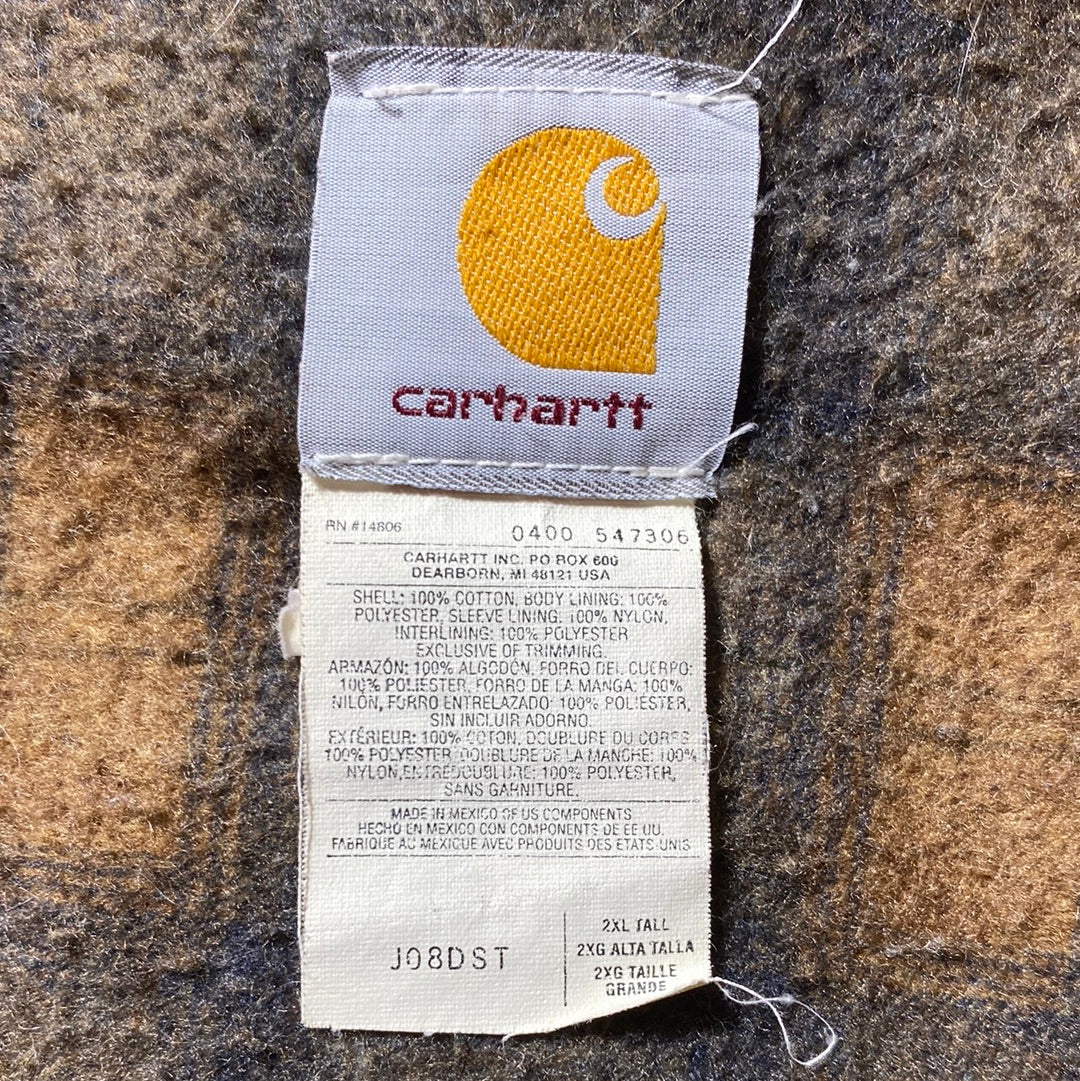 carhartt
RN #14806 0400 547306
CARHARTT INC. PO BOX 600
DEARBORN, MI 48121 USA
SHELL: 100% COTTON, BODY LINING: 100%
POLYESTER, SLEEVE LINING: 100% NYLON,
INTERLINING: 100% POLYESTER
EXCLUSIVE OF TRIMMING.
ARMAZÓN: 100% ALGODÓN, FORRO DEL CUERPO:
100% POLIESTER, FORRO DE LA MANGA: 100%
NILÓN, FORRO ENTRELAZADO: 100% POLIESTER,
SIN INCLUIR ADORNO.
EXTÉRIEUR: 100% COTON, DOUBLURE DU CORPS
100% POLYESTER, DOUBLURE DE LA MANCHE: 100%
NYLON, ENTREDOUBLURE: 100% POLYESTER,
SANS GARNITURE.
MADE IN MEXICO OF US COMPONENTS
HECHO EN MEXICO CON COMPONENTS DE EE UU.
FABRIQUE AU MEXIQUE AVEC PRODUITS DES ETATS-UNIS
J08DST
2XL TALL
2XG ALTA TALLA
2XG TAILLE
GRANDE